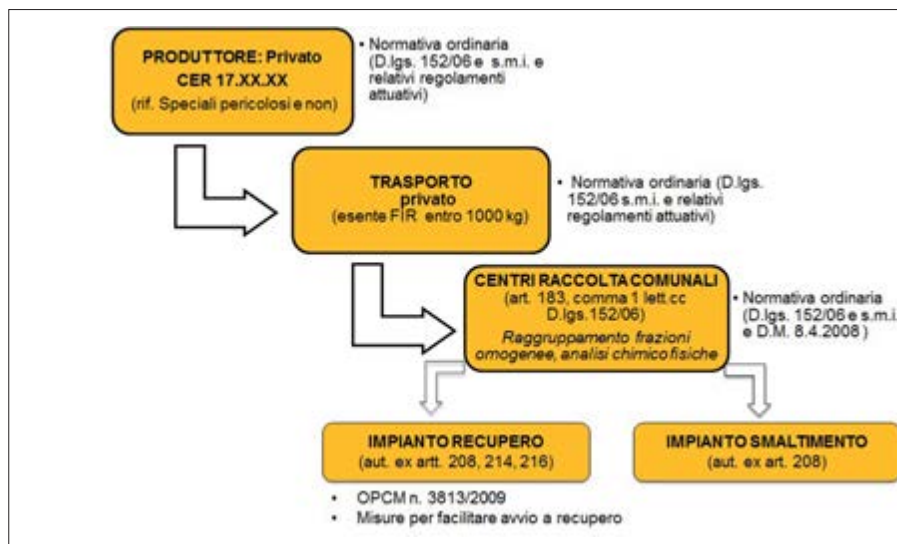 PRODUTTORE: Privato
CER 17.XX.XX
(rif. Speciali pericolosi e non)
• Normativa ordinaria
(D.lgs. 152/06 e s.m.i. e
relativi regolamenti
attuativi)
TRASPORTO
privato
(esente FIR entro 1000 kg)
• Normativa ordinaria (D.lgs.
152/06 s.m.i. e relativi
regolamenti attuativi)
CENTRI RACCOLTA COMUNALI
(art. 183, comma 1 lett.cc
D.lgs.152/06)
Raggruppamento frazioni
omogenee, analisi chimico fisiche
• Normativa ordinaria
(D.lgs. 152/06 e s.m.i.
e D.M. 8.4.2008 )
IMPIANTO RECUPERO
(aut. ex artt. 208, 214, 216)
IMPIANTO SMALTIMENTO
(aut. ex art. 208)
• OPCM n. 3813/2009
• Misure per facilitare avvio a recupero